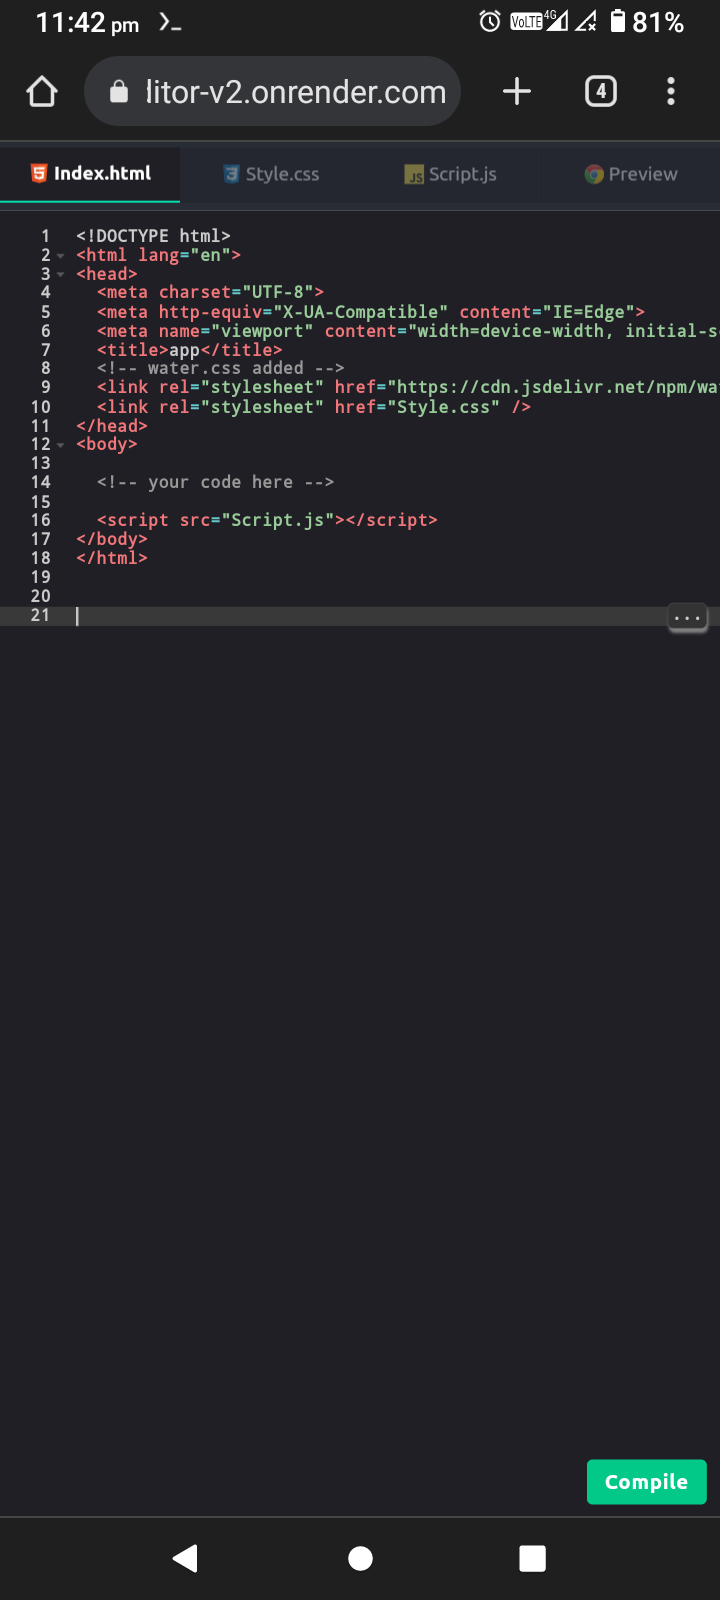 11:42 pm
VoLTE 4G 81%
litor-v2.onrender.com
4
Index.html Style.css Script.js Preview
1 <!DOCTYPE html>
2 <html lang="en">
3 <head>
4 <meta charset="UTF-8">
5 <meta http-equiv="X-UA-Compatible" content="IE=Edge">
6 <meta name="viewport" content="width=device-width, initial-s
7 <title>app</title>
8 <!-- water.css added -->
9 <link rel="stylesheet" href="https://cdn.jsdelivr.net/npm/wa
10 <link rel="stylesheet" href="Style.css" />
11 </head>
12 <body>
13
14 <!-- your code here -->
15
16 <script src="Script.js"></script>
17 </body>
18 </html>
19
20
21
...
Compile